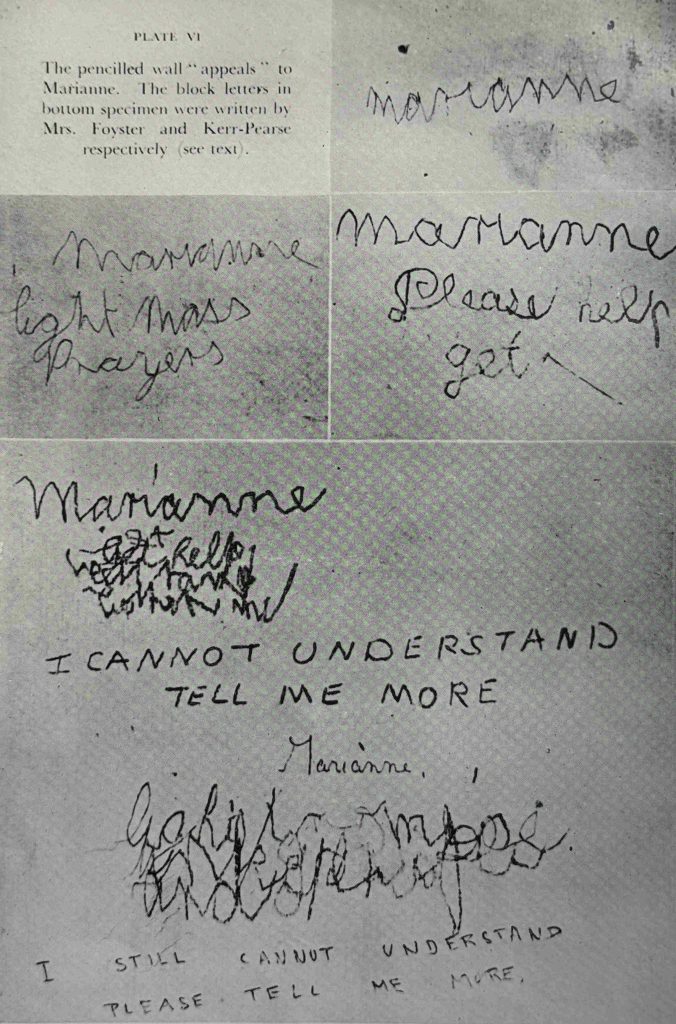 PLATE VI
The pencilled wall "appeals" to
Marianne. The block letters in
bottom specimen were written by
Mrs. Foyster and Kerr-Pearse
respectively (see text).
marianne
Marianne
light Mass
Prayers
Marianne
Please help
get
Marianne
get help
I CANNOT UNDERSTAND
TELL ME MORE
Marianne.
I STILL CANNOT UNDERSTAND
PLEASE TELL ME MORE.